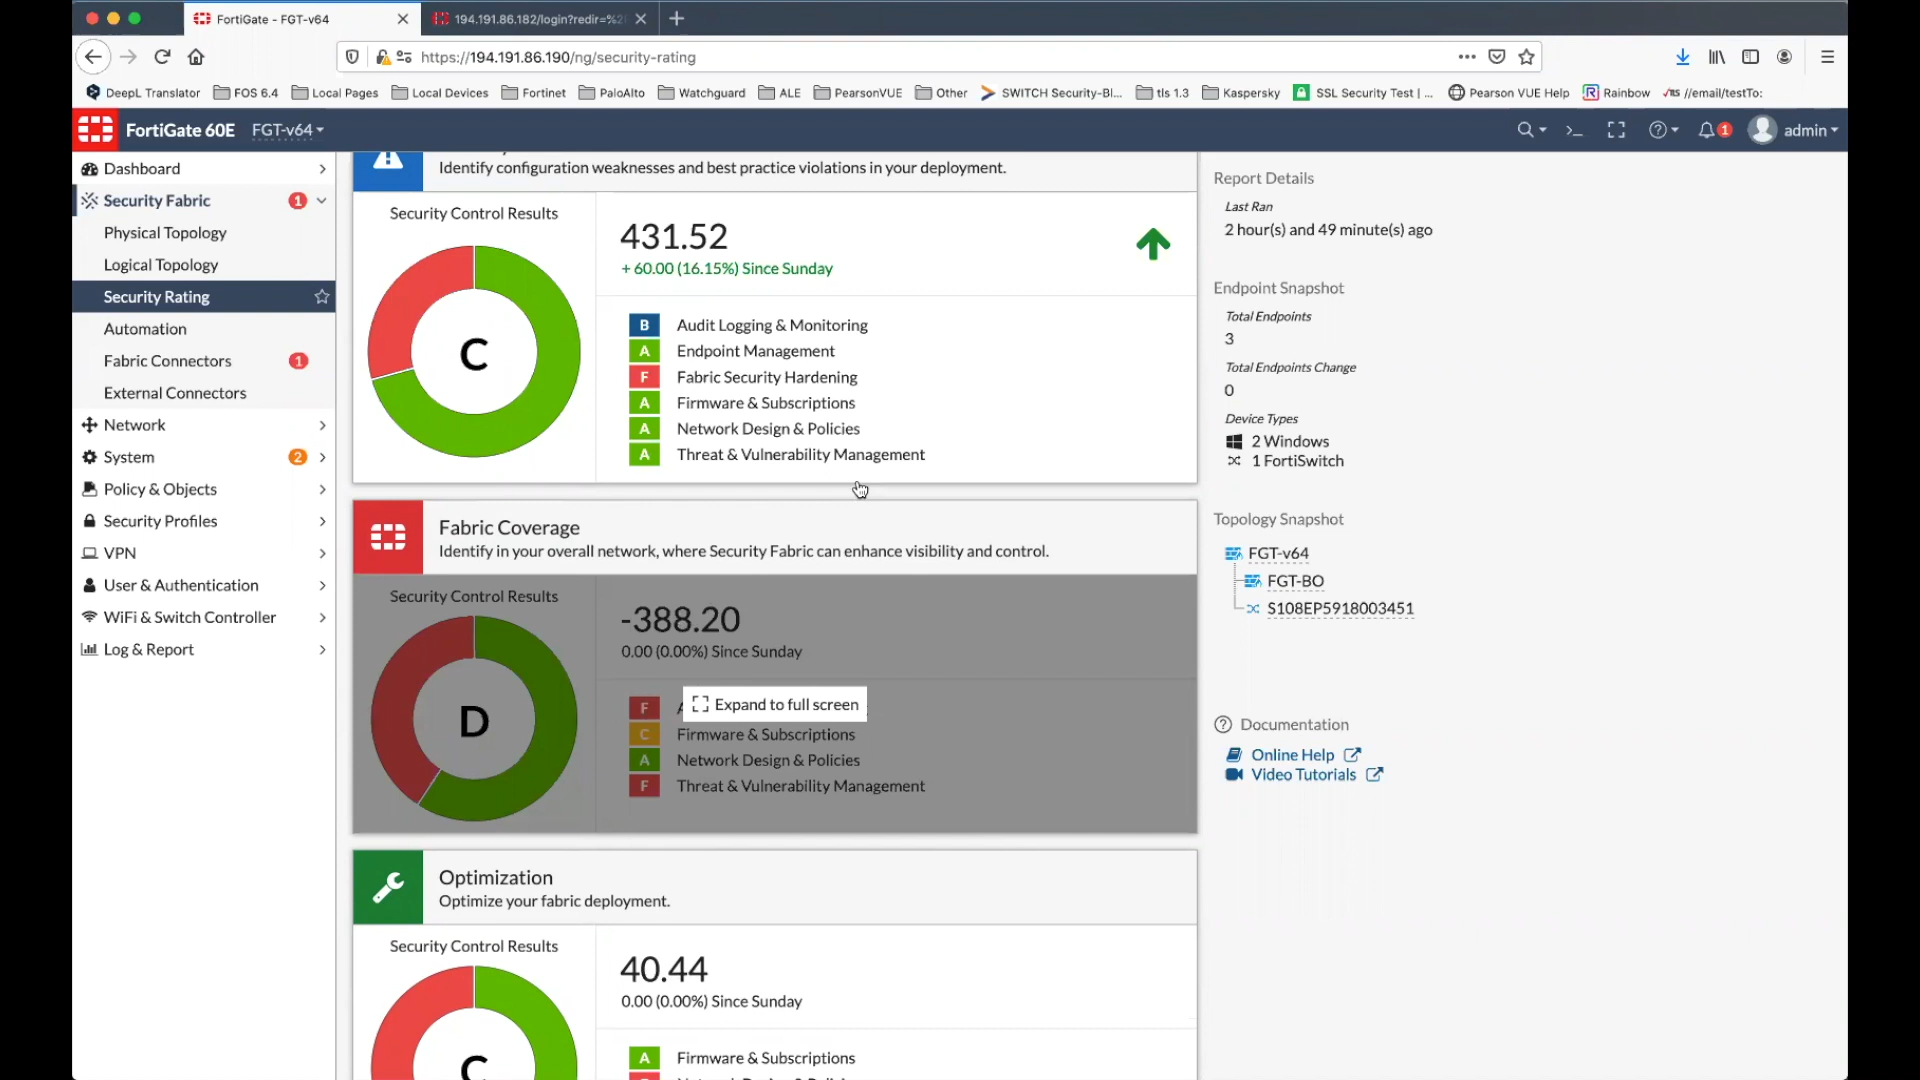 FortiGate - FGT-v64
194.191.86.182/login?redir=%2
https://194.191.86.190/ng/security-rating
DeepL Translator
FOS 6.4
Local Pages
Local Devices
Fortinet
PaloAlto
Watchguard
ALE
PearsonVUE
Other
SWITCH Security-Bl...
tls 1.3
Kaspersky
SSL Security Test | ...
Pearson VUE Help
Rainbow
//email/testTo:
FortiGate 60E
FGT-v64
1
admin
Dashboard
Security Fabric
1
Physical Topology
Logical Topology
Security Rating
Automation
Fabric Connectors
1
External Connectors
Network
System
2
Policy & Objects
Security Profiles
VPN
User & Authentication
WiFi & Switch Controller
Log & Report
Identify configuration weaknesses and best practice violations in your deployment.
Security Control Results
C
431.52
+ 60.00 (16.15%) Since Sunday
B Audit Logging & Monitoring
A Endpoint Management
F Fabric Security Hardening
A Firmware & Subscriptions
A Network Design & Policies
A Threat & Vulnerability Management
Fabric Coverage
Identify in your overall network, where Security Fabric can enhance visibility and control.
Security Control Results
D
-388.20
0.00 (0.00%) Since Sunday
F
Expand to full screen
C Firmware & Subscriptions
A Network Design & Policies
F Threat & Vulnerability Management
Optimization
Optimize your fabric deployment.
Security Control Results
C
40.44
0.00 (0.00%) Since Sunday
A Firmware & Subscriptions
Report Details
Last Ran
2 hour(s) and 49 minute(s) ago
Endpoint Snapshot
Total Endpoints
3
Total Endpoints Change
0
Device Types
2 Windows
1 FortiSwitch
Topology Snapshot
FGT-v64
FGT-BO
S108EP5918003451
Documentation
Online Help
Video Tutorials